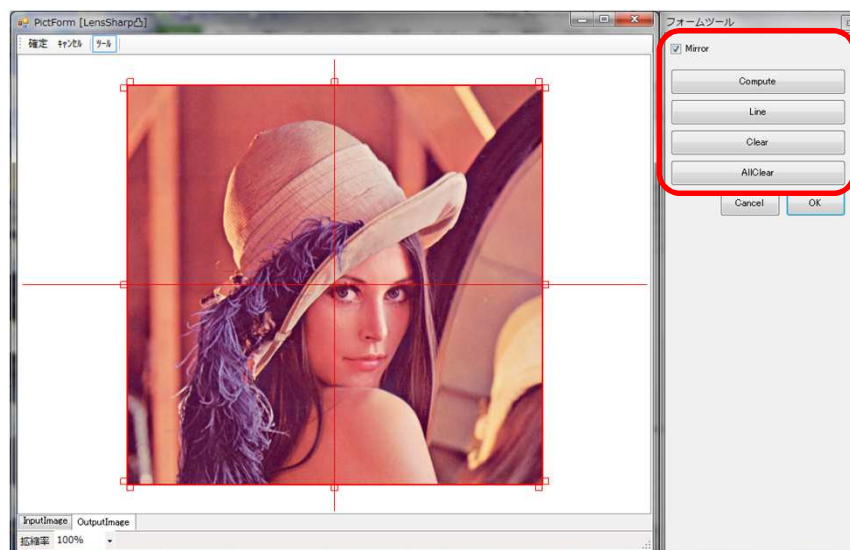 PictForm [LensSharp凸]
確定 ｷｬﾝｾﾙ ﾂｰﾙ
InputImage OutputImage
拡縮率 100%
フォームツール
Mirror
Compute
Line
Clear
AllClear
Cancel OK